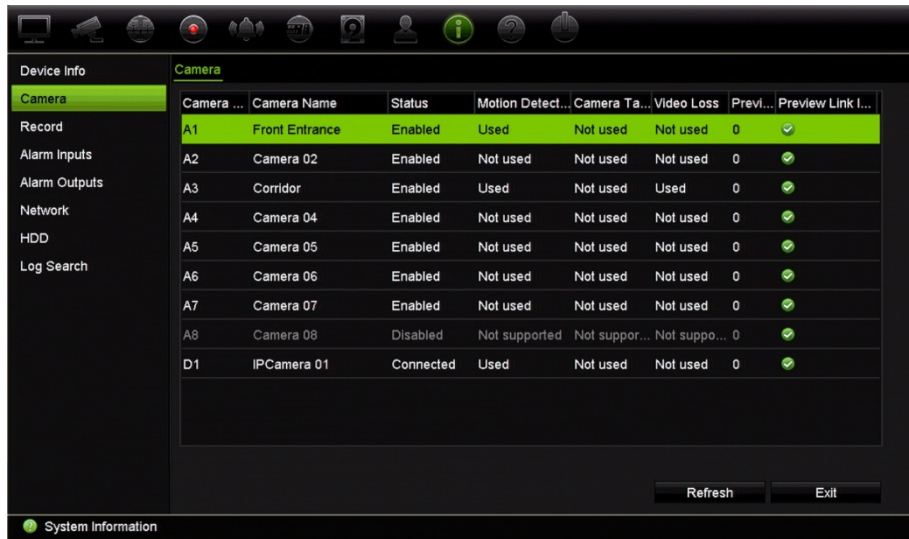 Device Info
Camera
Record
Alarm Inputs
Alarm Outputs
Network
HDD
Log Search
Camera
Camera ... Camera Name Status Motion Detect... Camera Ta... Video Loss Previ... Preview Link I...
A1 Front Entrance Enabled Used Not used Not used 0
A2 Camera 02 Enabled Not used Not used Not used 0
A3 Corridor Enabled Used Not used Used 0
A4 Camera 04 Enabled Not used Not used Not used 0
A5 Camera 05 Enabled Not used Not used Not used 0
A6 Camera 06 Enabled Not used Not used Not used 0
A7 Camera 07 Enabled Not used Not used Not used 0
A8 Camera 08 Disabled Not supported Not suppor... Not suppo... 0
D1 IPCamera 01 Connected Used Not used Not used 0
Refresh Exit
System Information